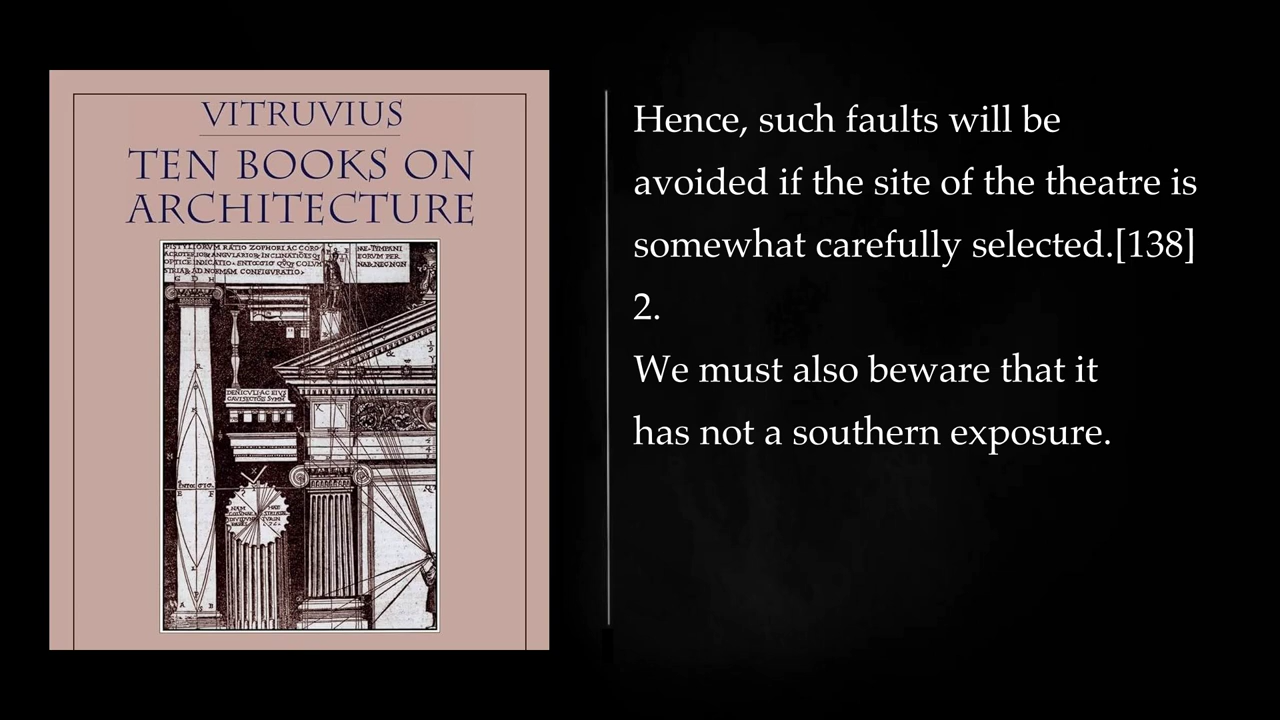 VITRUVIUS
TEN BOOKS ON
ARCHITECTURE
Hence, such faults will be
avoided if the site of the theatre is
somewhat carefully selected.[138]
2.
We must also beware that it
has not a southern exposure.